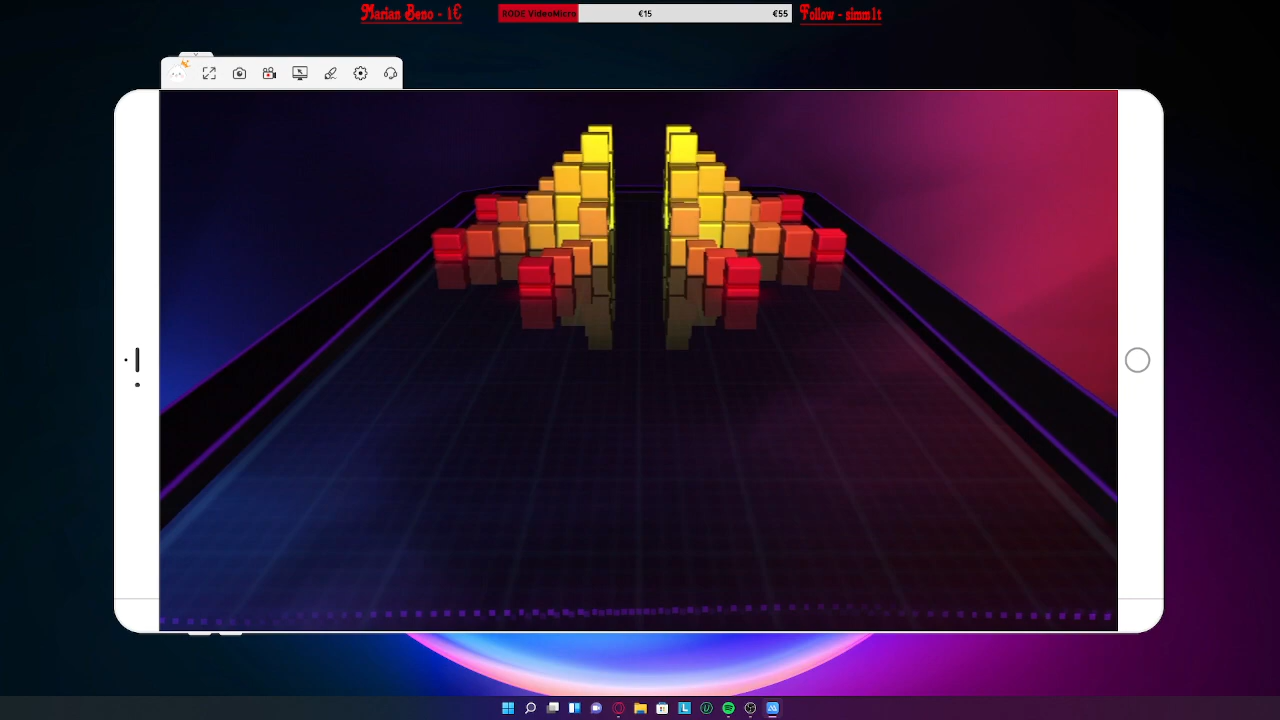 Marian Beno - 1€
RODE VideoMicro €15 €55
Follow - simm1t